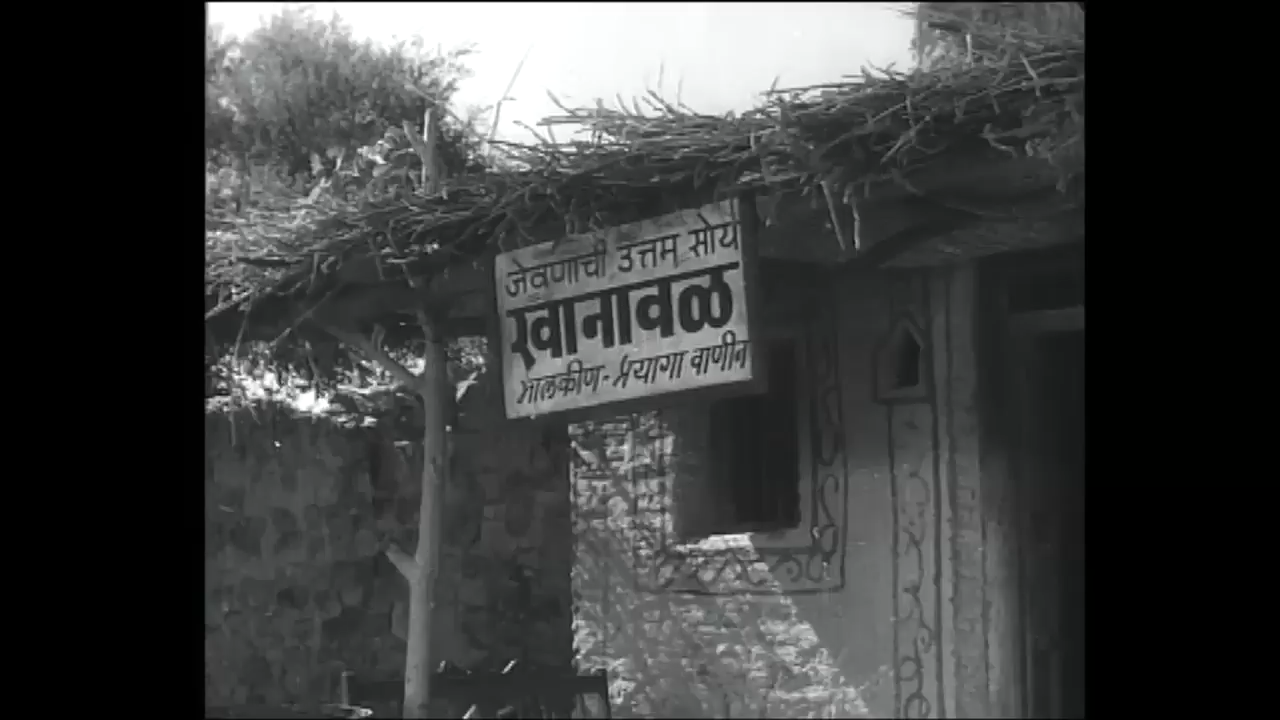 जेवणाची उत्तम सोय
खानावळ
मालकीण-प्रयागा वाणीन